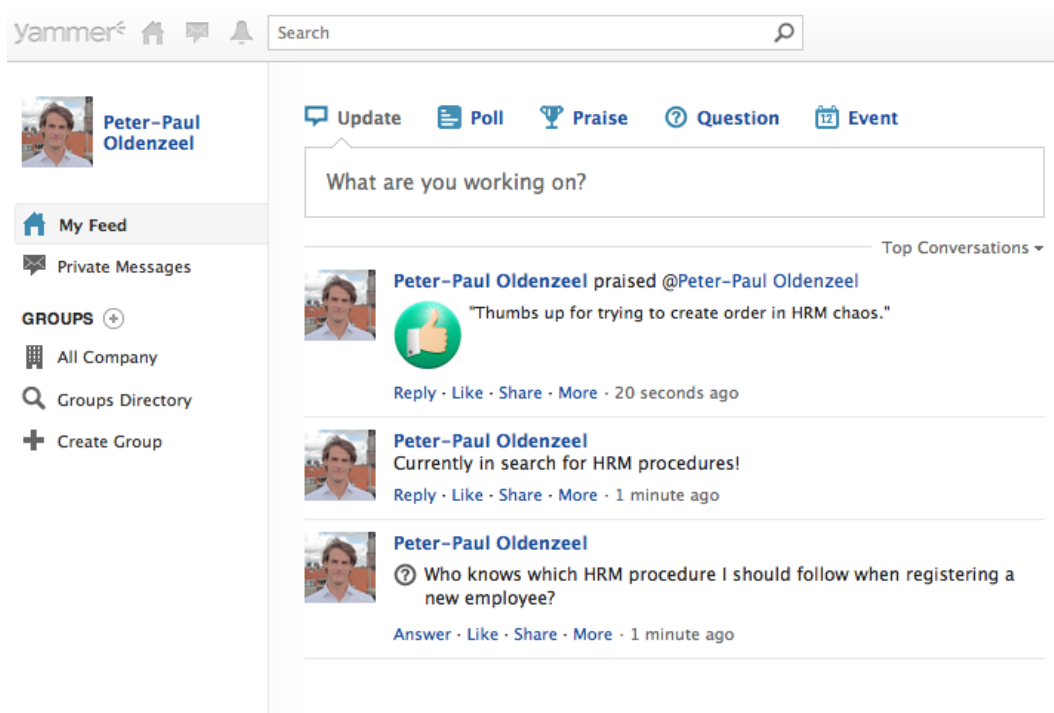 yammer
Search
Peter-Paul
Oldenzeel
My Feed
Private Messages
GROUPS
All Company
Groups Directory
Create Group
Update Poll Praise Question 12 Event
What are you working on?
Top Conversations
Peter-Paul Oldenzeel praised @Peter-Paul Oldenzeel
"Thumbs up for trying to create order in HRM chaos."
Reply · Like · Share · More · 20 seconds ago
Peter-Paul Oldenzeel
Currently in search for HRM procedures!
Reply · Like · Share · More · 1 minute ago
Peter-Paul Oldenzeel
Who knows which HRM procedure I should follow when registering a
new employee?
Answer · Like · Share · More · 1 minute ago